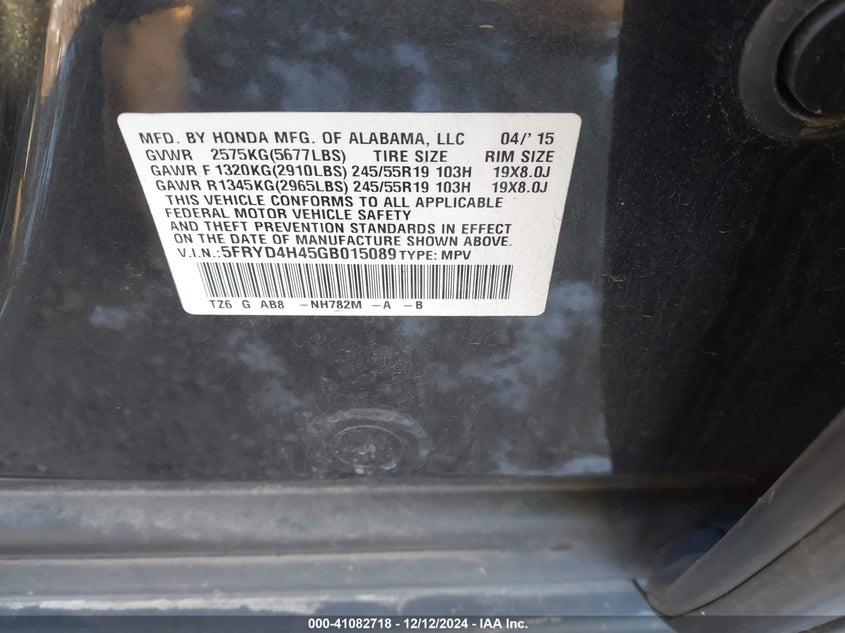 MFD. BY HONDA MFG. OF ALABAMA, LLC 04/' 15
GVWR 2575KG(5677LBS) TIRE SIZE RIM SIZE
GAWR F 1320KG(2910LBS) 245/55R19 103H 19X8.0J
GAWR R1345KG(2965LBS) 245/55R19 103H 19X8.0J
THIS VEHICLE CONFORMS TO ALL APPLICABLE
FEDERAL MOTOR VEHICLE SAFETY
AND THEFT PREVENTION STANDARDS IN EFFECT
ON THE DATE OF MANUFACTURE SHOWN ABOVE.
V.I.N.:5FRYD4H45GB015089 TYPE: MPV
TZ6 G AB8 -NH782M -A -B
000-41082718 - 12/12/2024 - IAA Inc.